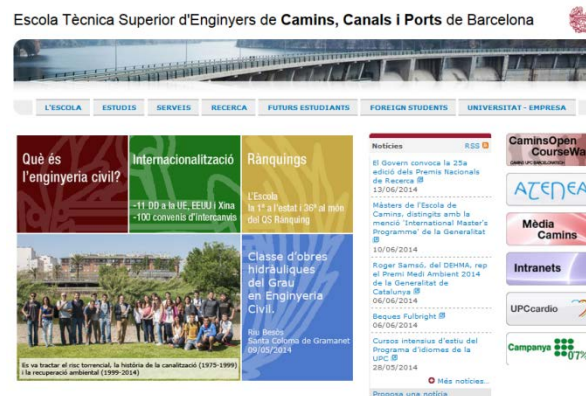 Escola Tècnica Superior d'Enginyers de Camins, Canals i Ports de Barcelona
L'ESCOLA ESTUDIS SERVEIS RECERCA FUTURS ESTUDIANTS FOREIGN STUDENTS UNIVERSITAT - EMPRESA
Què és
l'enginyeria civil?
Internacionalització
-11 DD a la UE, EEUU i Xina
-100 convenis d'intercanvis
Rànquings
L'Escola
la 1ª a l'estat i 36ª al món
del QS Rànquing
Classe d'obres
hidràuliques
del Grau
en Enginyeria
Civil.
Riu Besòs
Santa Coloma de Gramanet
09/05/2014
Es va tractar el risc torrencial, la història de la canalització (1975-1999)
i la recuperació ambiental (1999-2014)
Notícies RSS
El Govern convoca la 25a
edició dels Premis Nacionals
de Recerca
13/06/2014
Màsters de l'Escola de
Camins, distingits amb la
menció 'International Master's
Programme' de la Generalitat
10/06/2014
Roger Samsó, del DEHMA, rep
el Premi Medi Ambient 2014
de la Generalitat de
Catalunya
06/06/2014
Beques Fulbright
06/06/2014
Cursos intensius d'estiu del
Programa d'idiomes de la
UPC
28/05/2014
Més notícies...
Proposa una notícia
CaminsOpen
CourseWa
ATENEA
Mèdia
Camins
Intranets
UPCcardio
Campanya 0'7%